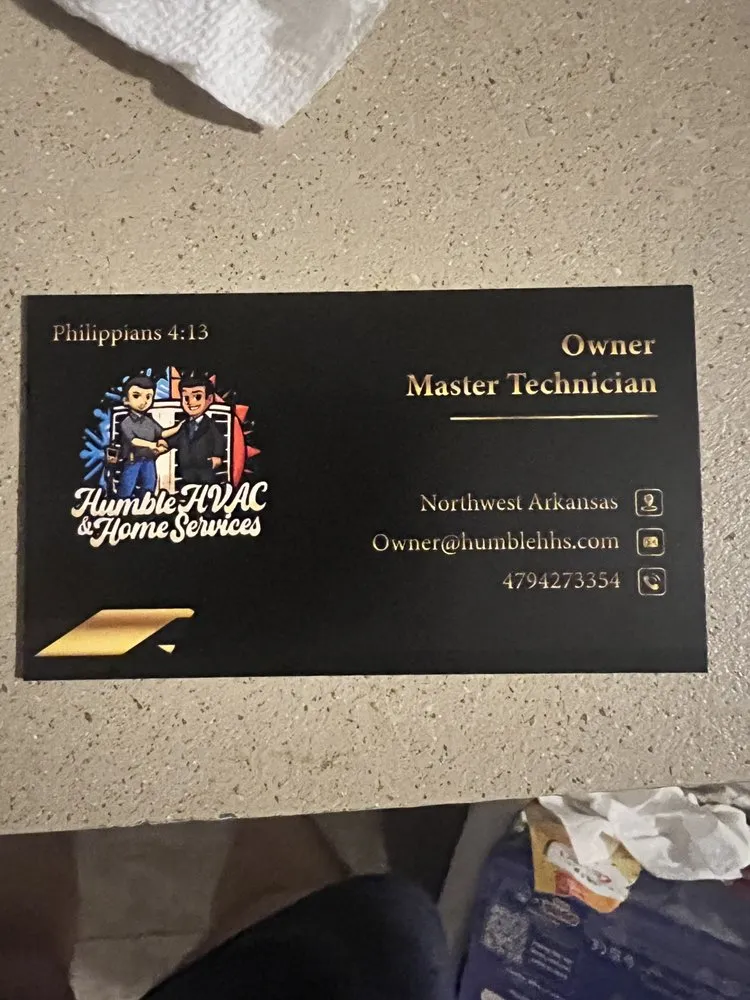 Philippians 4:13
Humble HVAC
& Home Services
Owner
Master Technician
Northwest Arkansas
Owner@humblehhs.com
4794273354